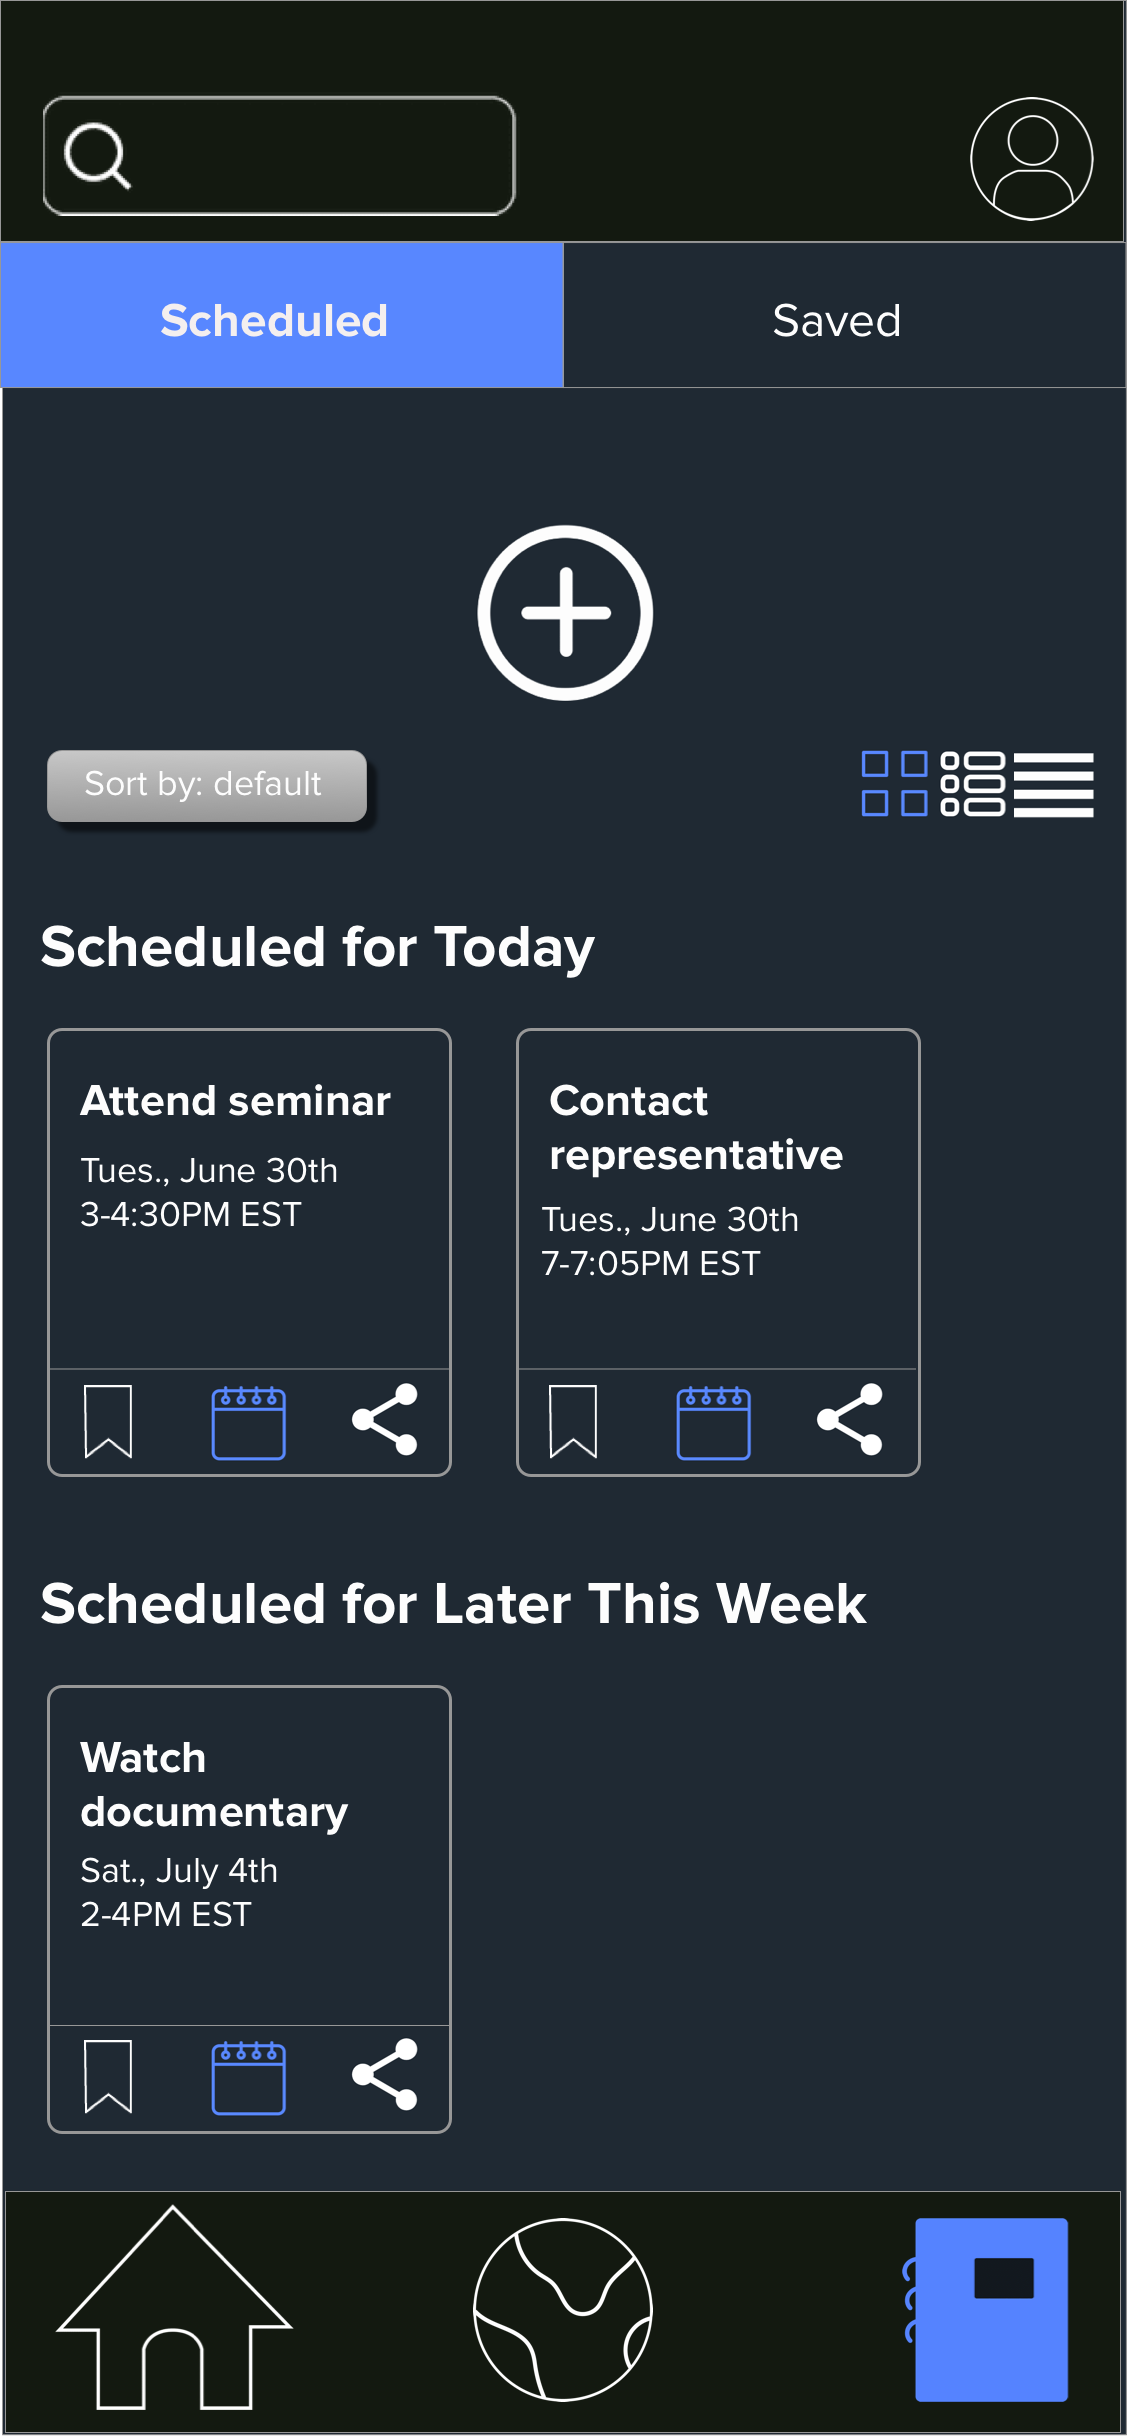 Scheduled
Saved
Sort by: default
Scheduled for Today
Attend seminar
Tues., June 30th
3-4:30PM EST
Contact
representative
Tues., June 30th
7-7:05PM EST
Scheduled for Later This Week
Watch
documentary
Sat., July 4th
2-4PM EST